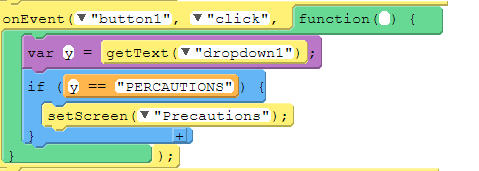 onEvent(▼"button1", ▼"click", function( ) {
var y = getText(▼"dropdown1");
if (y == "PERCAUTIONS") {
setScreen(▼"Precautions");
} +
} );